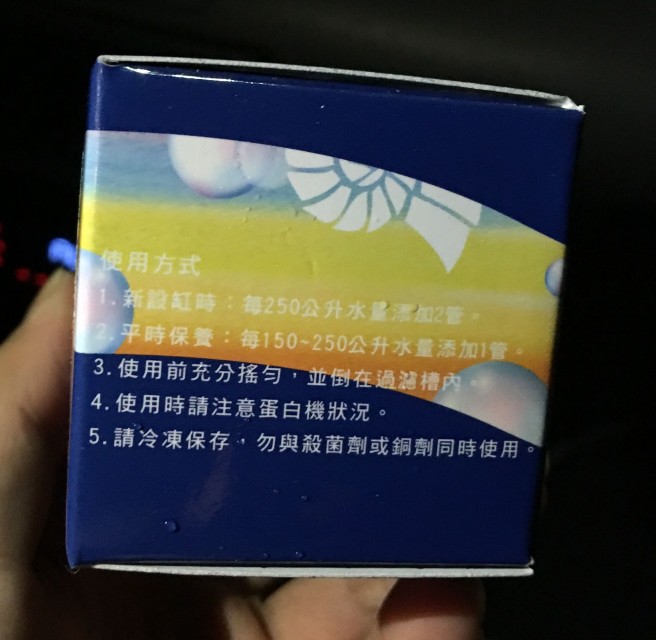 使用方式
1.新設缸時：每250公升水量添加2管。
2.平時保養：每150~250公升水量添加1管。
3.使用前充分搖勻，並倒在過濾槽內。
4.使用時請注意蛋白機狀況。
5.請冷凍保存，勿與殺菌劑或銅劑同時使用。